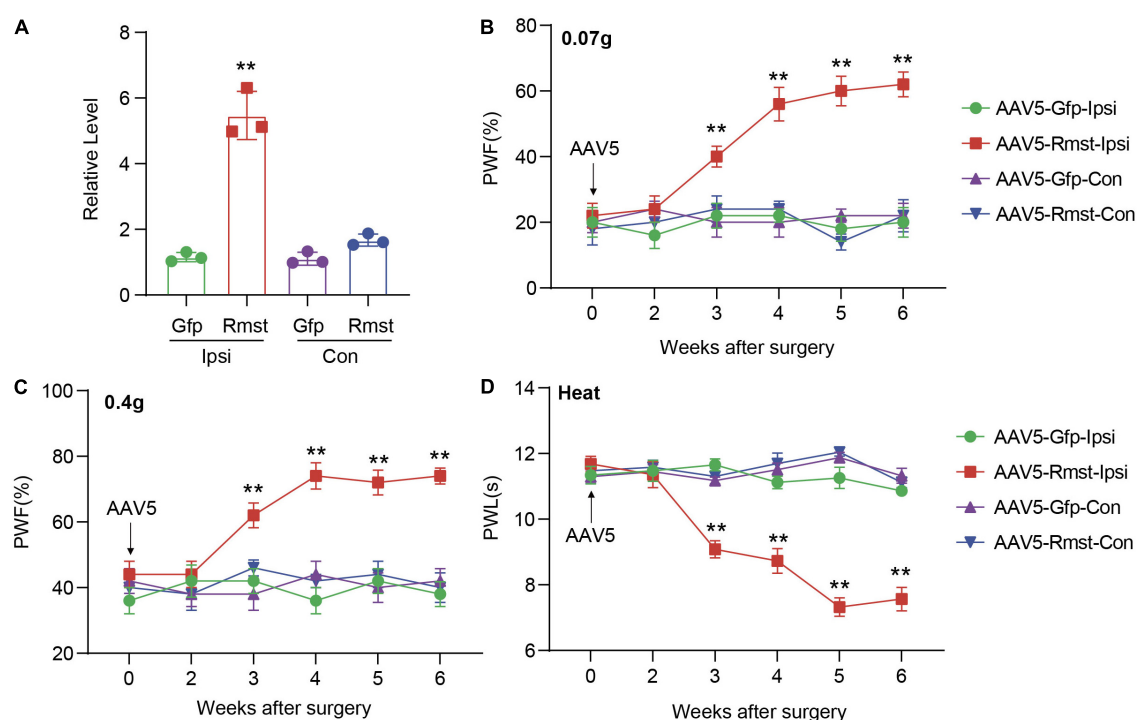 A
8
6
4
2
0
Relative Level
**
Gfp Rmst Gfp Rmst
Ipsi Con
B
0.07g
80
60
40
20
0
PWF(%)
AAV5
** ** ** **
0 2 3 4 5 6
Weeks after surgery
AAV5-Gfp-Ipsi
AAV5-Rmst-Ipsi
AAV5-Gfp-Con
AAV5-Rmst-Con
C
0.4g
100
80
60
40
20
PWF(%)
AAV5
** ** ** **
0 2 3 4 5 6
Weeks after surgery
D
Heat
14
12
10
8
6
PWL(s)
AAV5
** ** ** **
0 2 3 4 5 6
Weeks after surgery
AAV5-Gfp-Ipsi
AAV5-Rmst-Ipsi
AAV5-Gfp-Con
AAV5-Rmst-Con